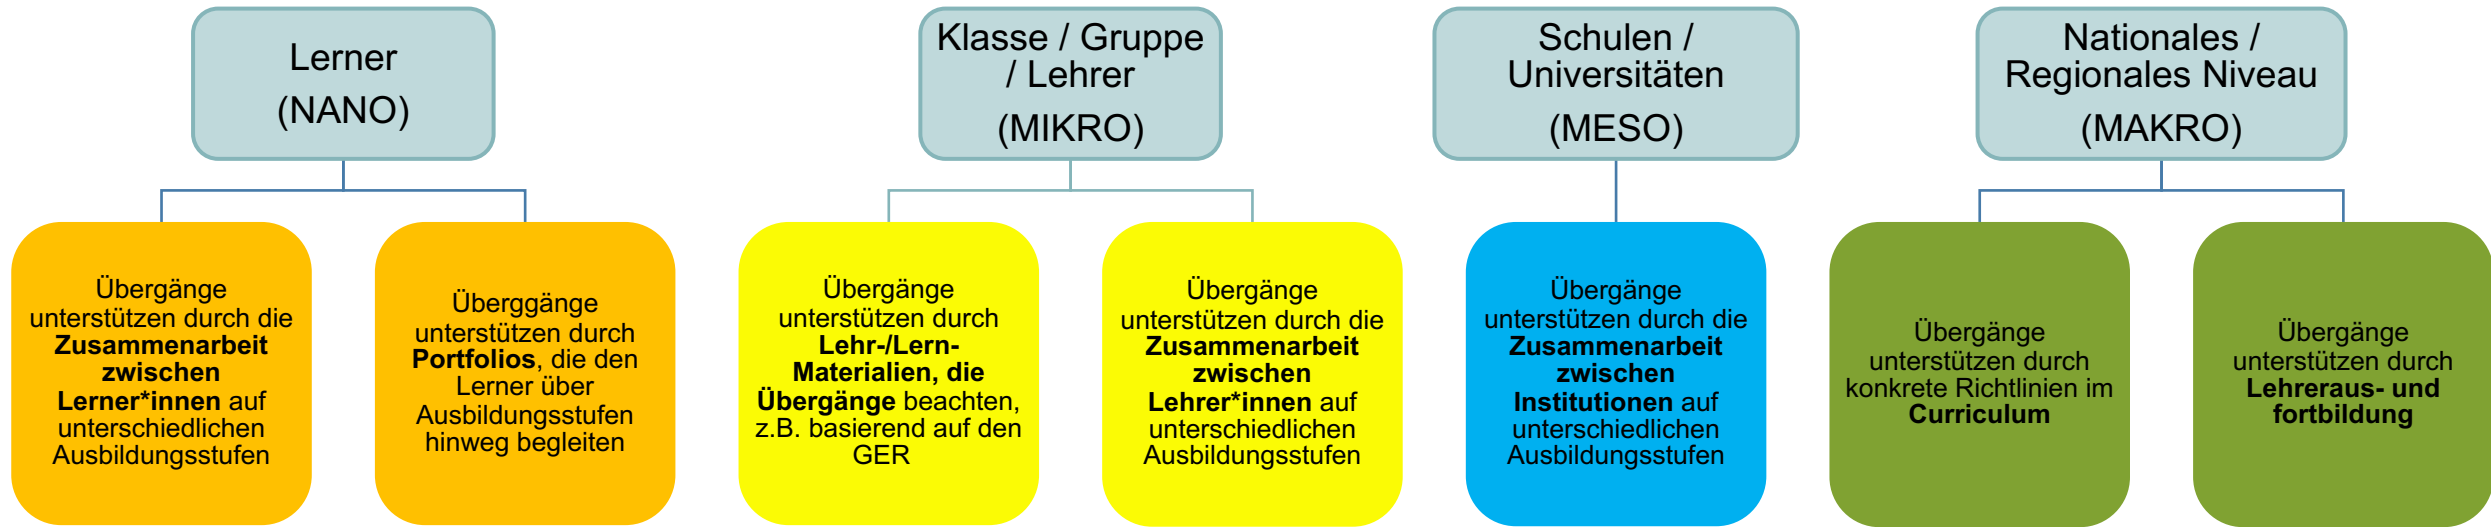 Lerner
(NANO)
Klasse / Gruppe
/ Lehrer
(MIKRO)
Schulen /
Universitäten
(MESO)
Nationales /
Regionales Niveau
(MAKRO)
Übergänge
unterstützen durch die
Zusammenarbeit
zwischen
Lerner*innen auf
unterschiedlichen
Ausbildungsstufen
Überggänge
unterstützen durch
Portfolios, die den
Lerner über
Ausbildungsstufen
hinweg begleiten
Übergänge
unterstützen durch
Lehr-/Lern-
Materialien, die
Übergänge beachten,
z.B. basierend auf den
GER
Übergänge
unterstützen durch die
Zusammenarbeit
zwischen
Lehrer*innen auf
unterschiedlichen
Ausbildungsstufen
Übergänge
unterstützen durch die
Zusammenarbeit
zwischen
Institutionen auf
unterschiedlichen
Ausbildungsstufen
Übergänge
unterstützen durch
konkrete Richtlinien im
Curriculum
Übergänge
unterstützen durch
Lehreraus- und
fortbildung